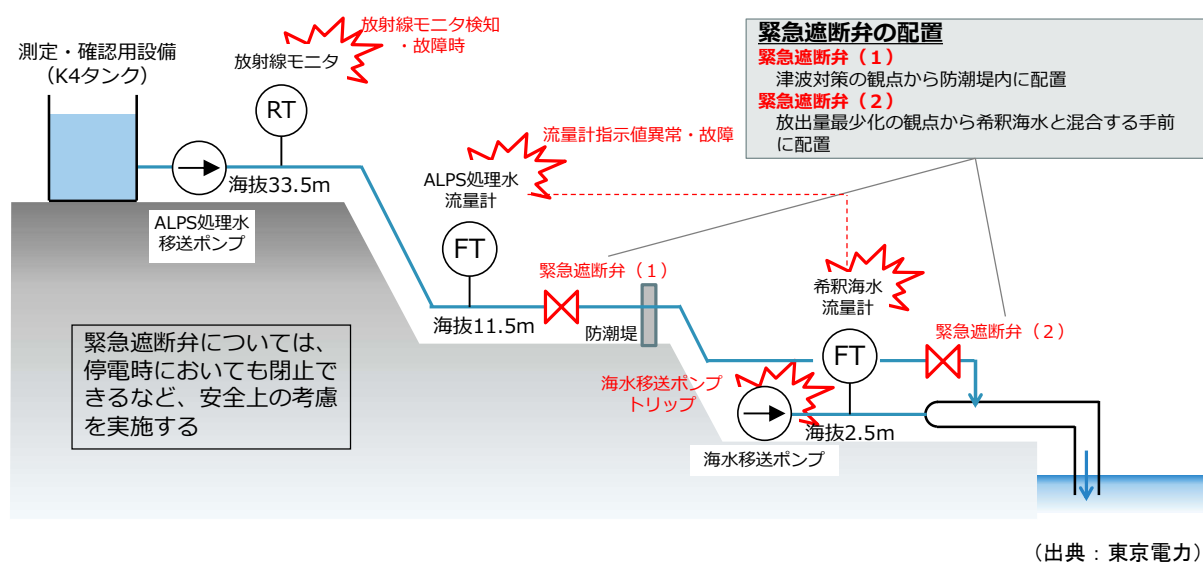 測定・確認用設備
（K4タンク）
放射線モニタ検知
・故障時
放射線モニタ
RT
緊急遮断弁の配置
緊急遮断弁（１）
津波対策の観点から防潮堤内に配置
緊急遮断弁（２）
放出量最少化の観点から希釈海水と混合する手前
に配置
流量計指示値異常・故障
海抜33.5m
ALPS処理水
移送ポンプ
ALPS処理水
流量計
FT
緊急遮断弁（１）
海抜11.5m
防潮堤
希釈海水
流量計
FT
緊急遮断弁（２）
緊急遮断弁については、
停電時においても閉止で
きるなど、安全上の考慮
を実施する
海水移送ポンプ
トリップ
海抜2.5m
海水移送ポンプ
（出典：東京電力）